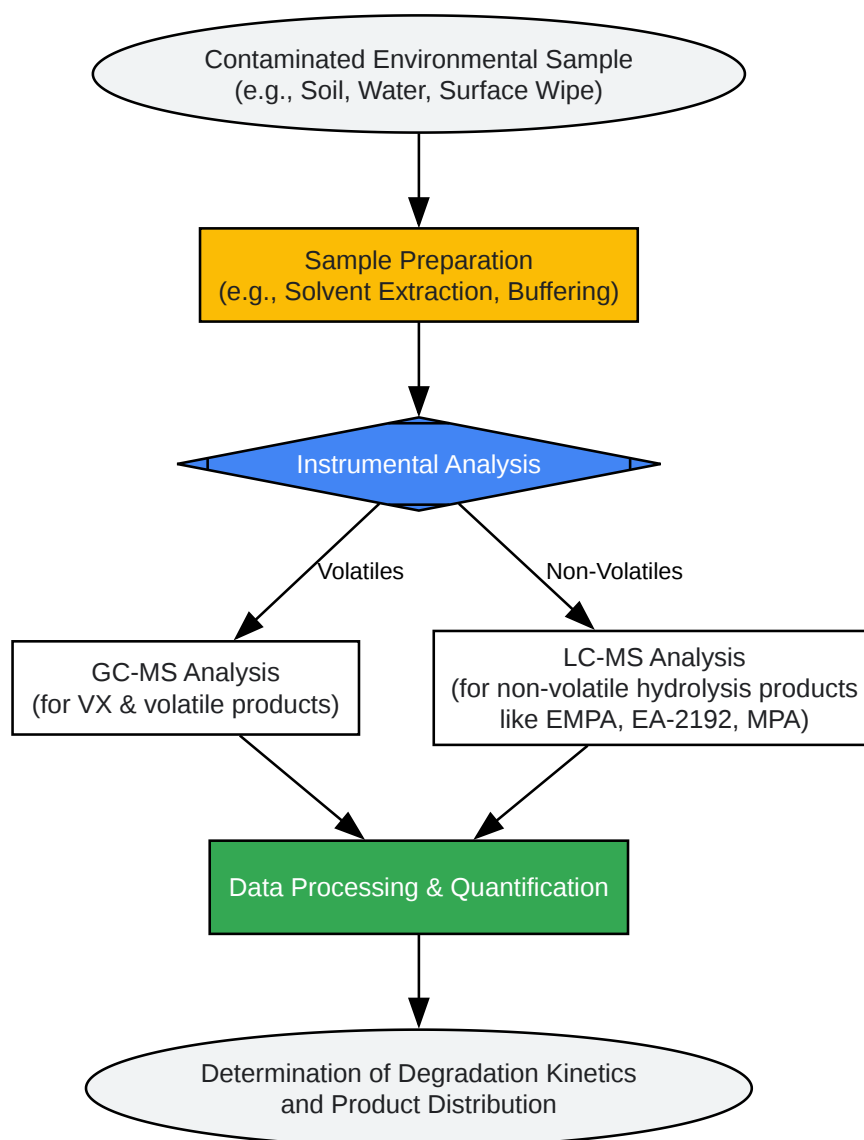 Contaminated Environmental Sample
(e.g., Soil, Water, Surface Wipe)
Sample Preparation
(e.g., Solvent Extraction, Buffering)
Instrumental Analysis
Volatiles
Non-Volatiles
GC-MS Analysis
(for VX & volatile products)
LC-MS Analysis
(for non-volatile hydrolysis products
like EMPA, EA-2192, MPA)
Data Processing & Quantification
Determination of Degradation Kinetics
and Product Distribution